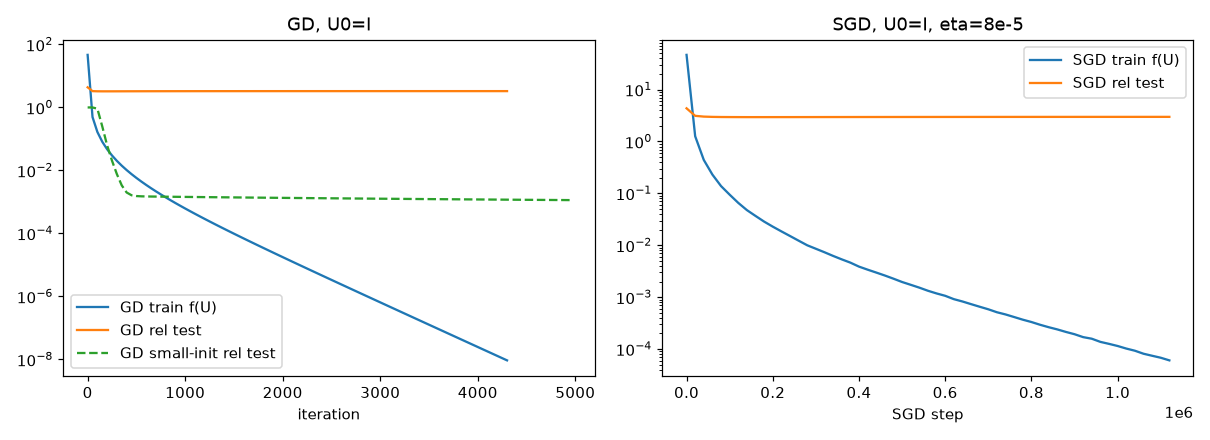 GD, U0=I
10^2
10^0
10^-2
10^-4
10^-6
10^-8
GD train f(U)
GD rel test
GD small-init rel test
0 1000 2000 3000 4000 5000
iteration
SGD, U0=I, eta=8e-5
SGD train f(U)
SGD rel test
10^1
10^0
10^-1
10^-2
10^-3
10^-4
0.0 0.2 0.4 0.6 0.8 1.0
1e6
SGD step